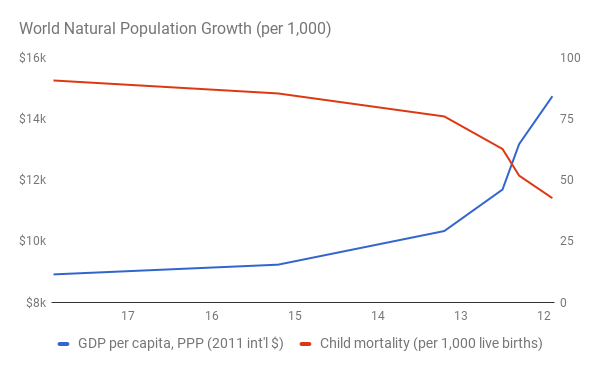 World Natural Population Growth (per 1,000)
$16k 100
$14k 75
$12k 50
$10k 25
$8k 0
17 16 15 14 13 12
GDP per capita, PPP (2011 int'l $) Child mortality (per 1,000 live births)